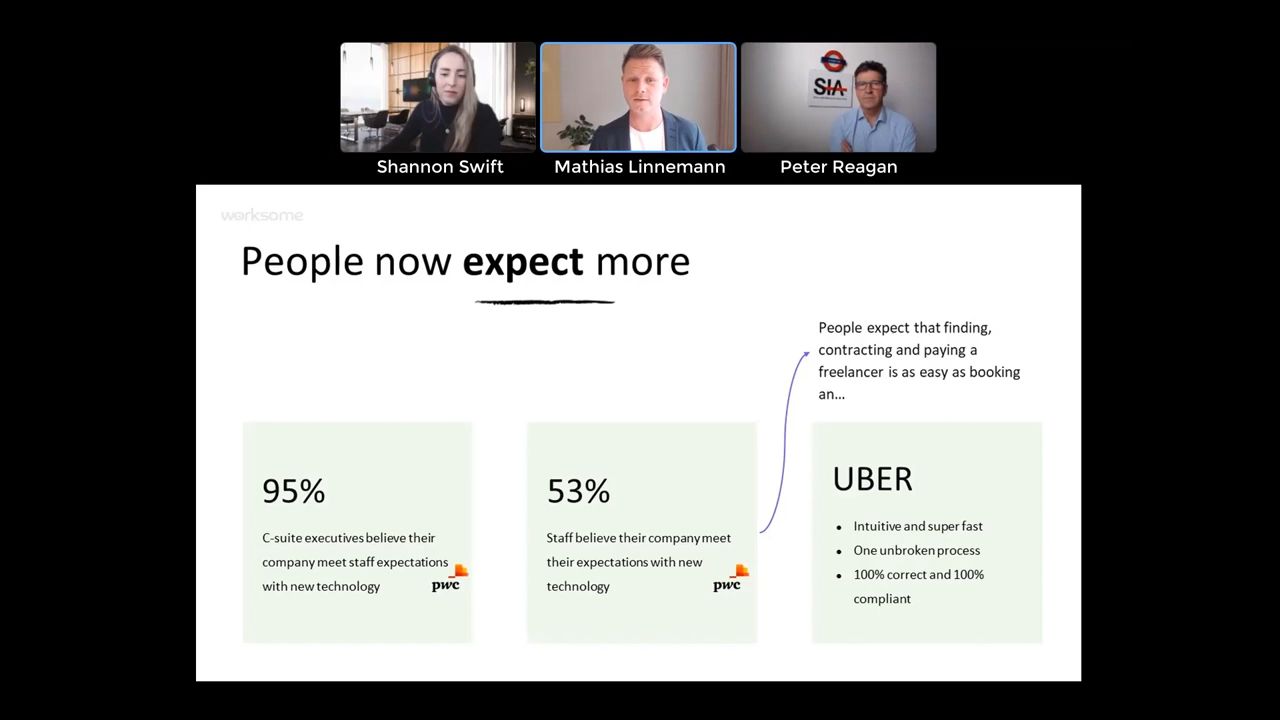 SIA
Shannon Swift
Mathias Linnemann
Peter Reagan
worksome
People now expect more
People expect that finding,
contracting and paying a
freelancer is as easy as booking
an...
95%
C-suite executives believe their
company meet staff expectations
with new technology
pwc
53%
Staff believe their company meet
their expectations with new
technology
pwc
UBER
• Intuitive and super fast
• One unbroken process
• 100% correct and 100%
compliant